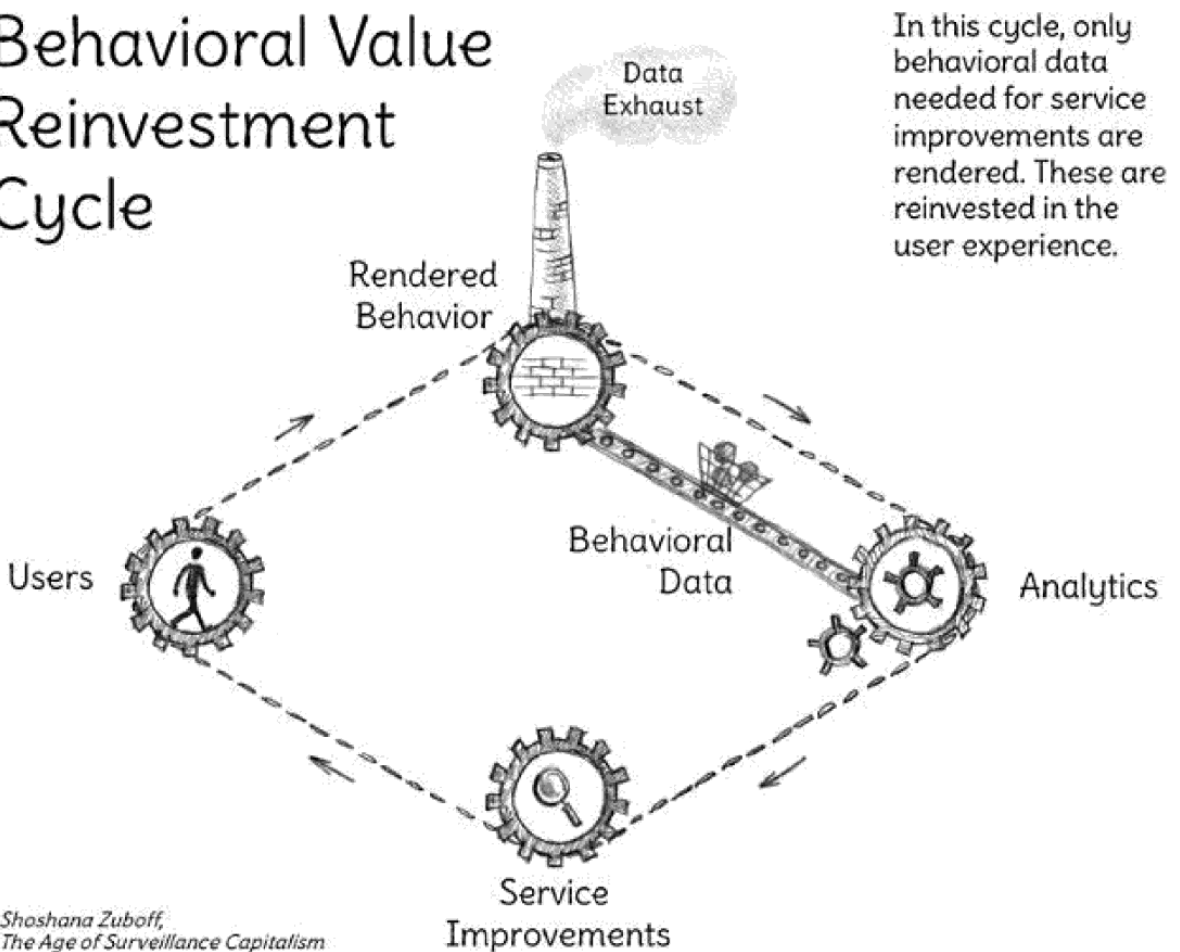 Behavioral Value
Reinvestment
Cycle
Data
Exhaust
In this cycle, only
behavioral data
needed for service
improvements are
rendered. These are
reinvested in the
user experience.
Rendered
Behavior
Behavioral
Data
Users
Analytics
Service
Improvements
Shoshana Zuboff,
The Age of Surveillance Capitalism